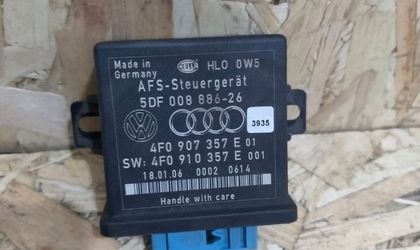 Made in
Germany
HLO 0W5
AFS-Steuergerät
5DF 008 886-26
3935
4F0 907 357 E 01
SW: 4F0 910 357 E 001
18.01.06 0002 0614
Handle with care